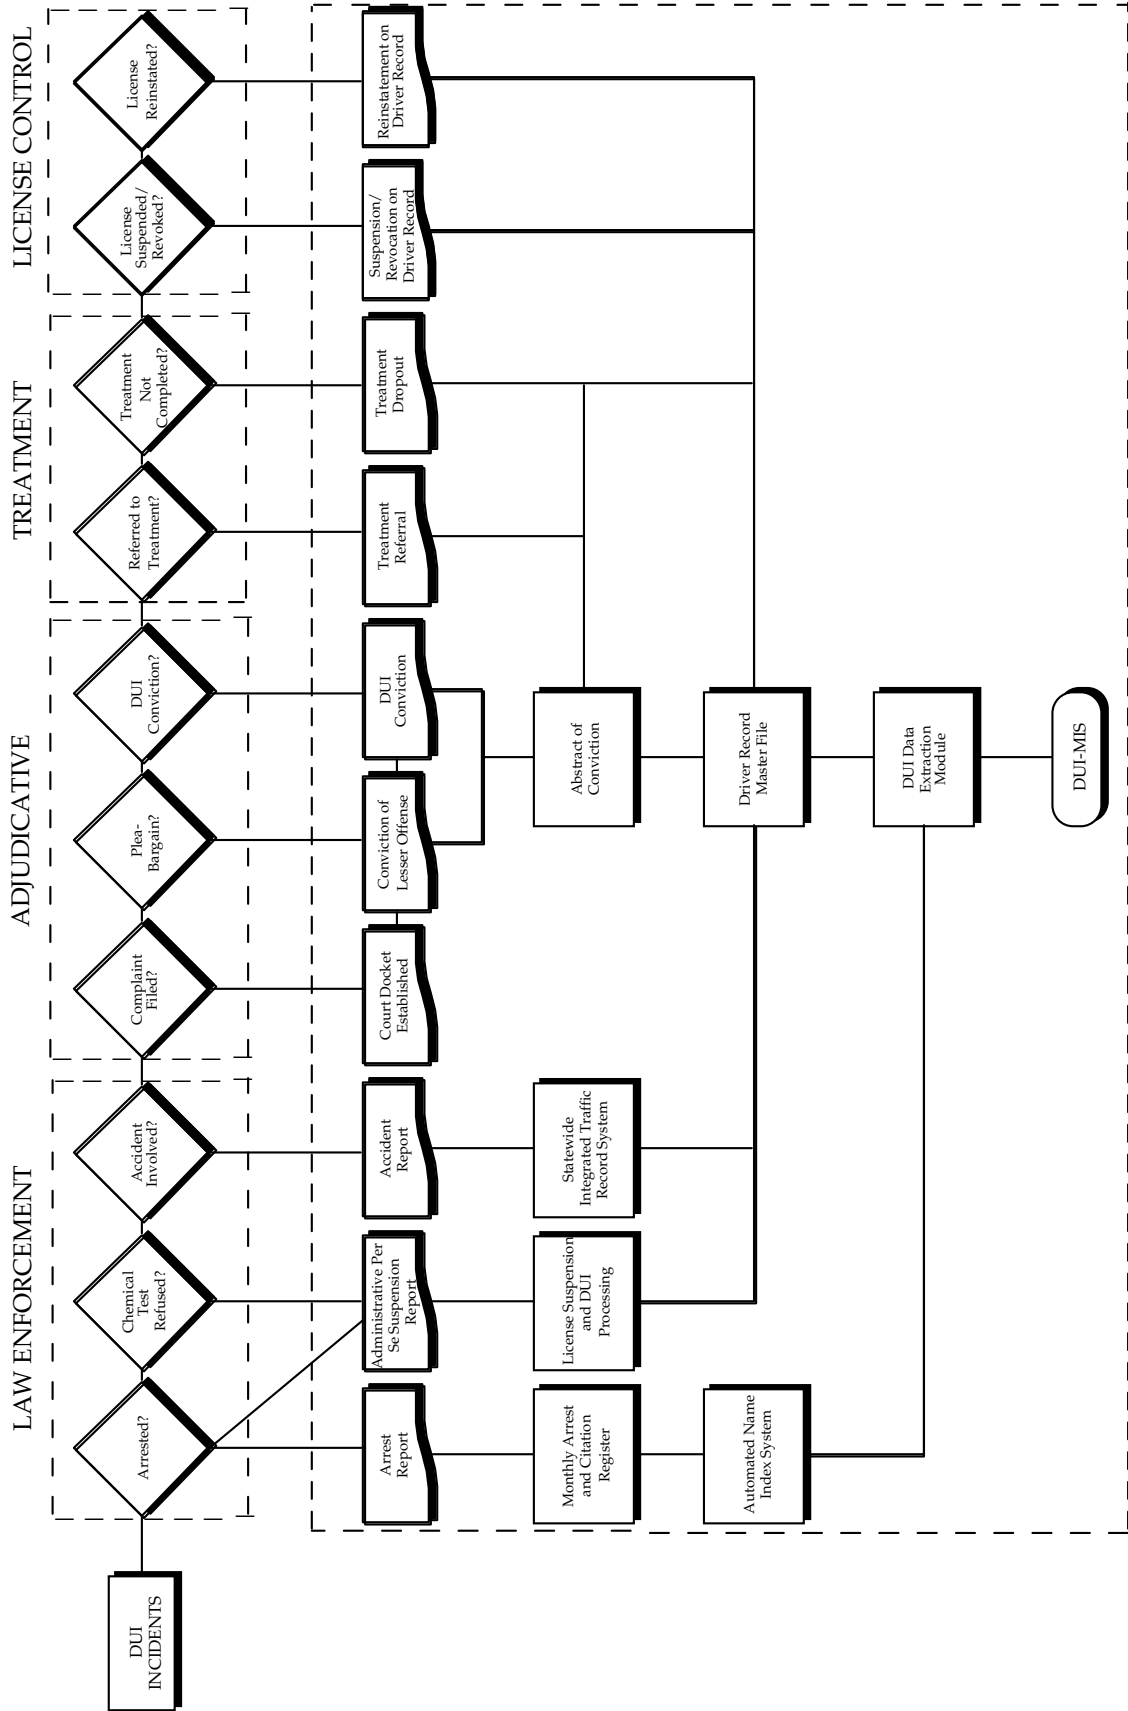 LAW ENFORCEMENT
ADJUDICATIVE
TREATMENT
LICENSE CONTROL
DUI
INCIDENTS
Arrested?
Chemical
Test
Refused?
Accident
Involved?
Complaint
Filed?
Plea-
Bargain?
DUI
Conviction?
Referred to
Treatment?
Treatment
Not
Completed?
License
Suspended/
Revoked?
License
Reinstated?
Arrest
Report
Administrative Per
Se Suspension
Report
Accident
Report
Court Docket
Established
Conviction of
Lesser Offense
DUI
Conviction
Treatment
Referral
Treatment
Dropout
Suspension/
Revocation on
Driver Record
Reinstatement on
Driver Record
Monthly Arrest
and Citation
Register
License Suspension
and DUI
Processing
Statewide
Integrated Traffic
Record System
Abstract of
Conviction
Automated Name
Index System
Driver Record
Master File
DUI Data
Extraction
Module
DUI-MIS